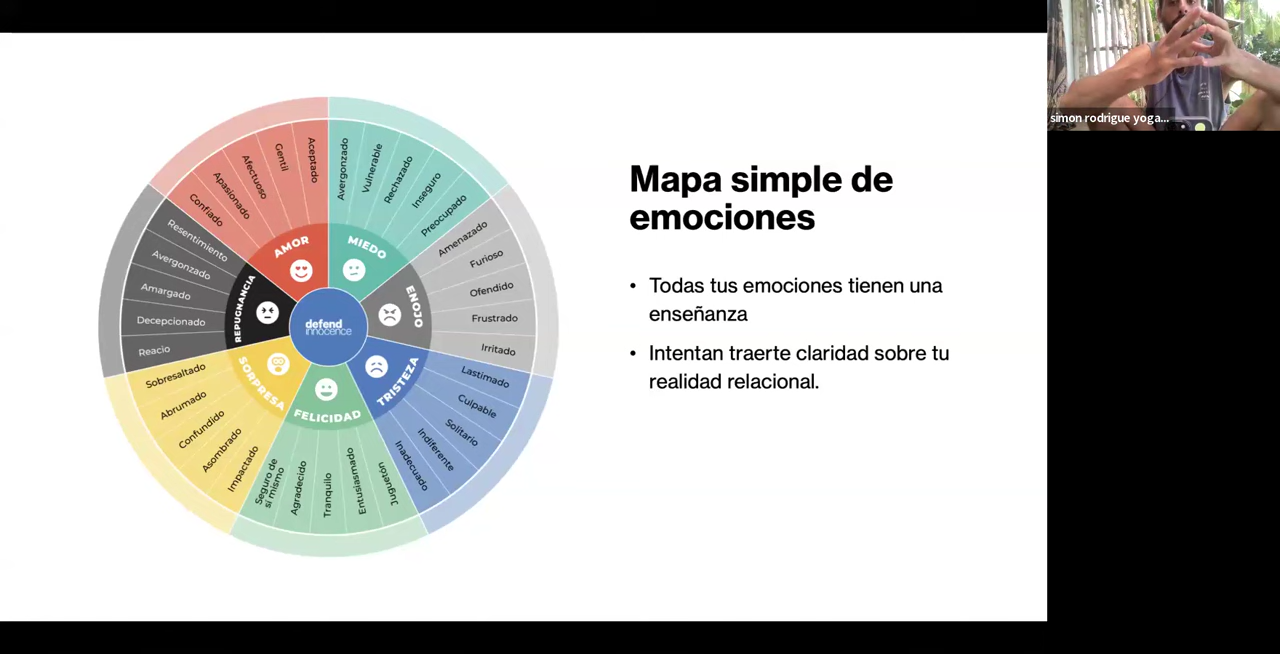 Mapa simple de
emociones
• Todas tus emociones tienen una
enseñanza
• Intentan traerte claridad sobre tu
realidad relacional.
defend
innocence
AMOR
Confiado
Apasionado
Afectuoso
Gentil
Aceptado
MIEDO
Avergonzado
Vulnerable
Rechazado
Inseguro
Preocupado
ENOJO
Amenazado
Furioso
Ofendido
Frustrado
Irritado
TRISTEZA
Lastimado
Culpable
Solitario
Indiferente
Inadecuado
FELICIDAD
Juguetón
Entusiasmado
Tranquilo
Agradecido
Seguro de
sí mismo
SORPRESA
Impactado
Asombrado
Confundido
Abrumado
Sobresaltado
REPUGNANCIA
Reacio
Decepcionado
Amargado
Avergonzado
Resentimiento
simon rodrigue yoga...